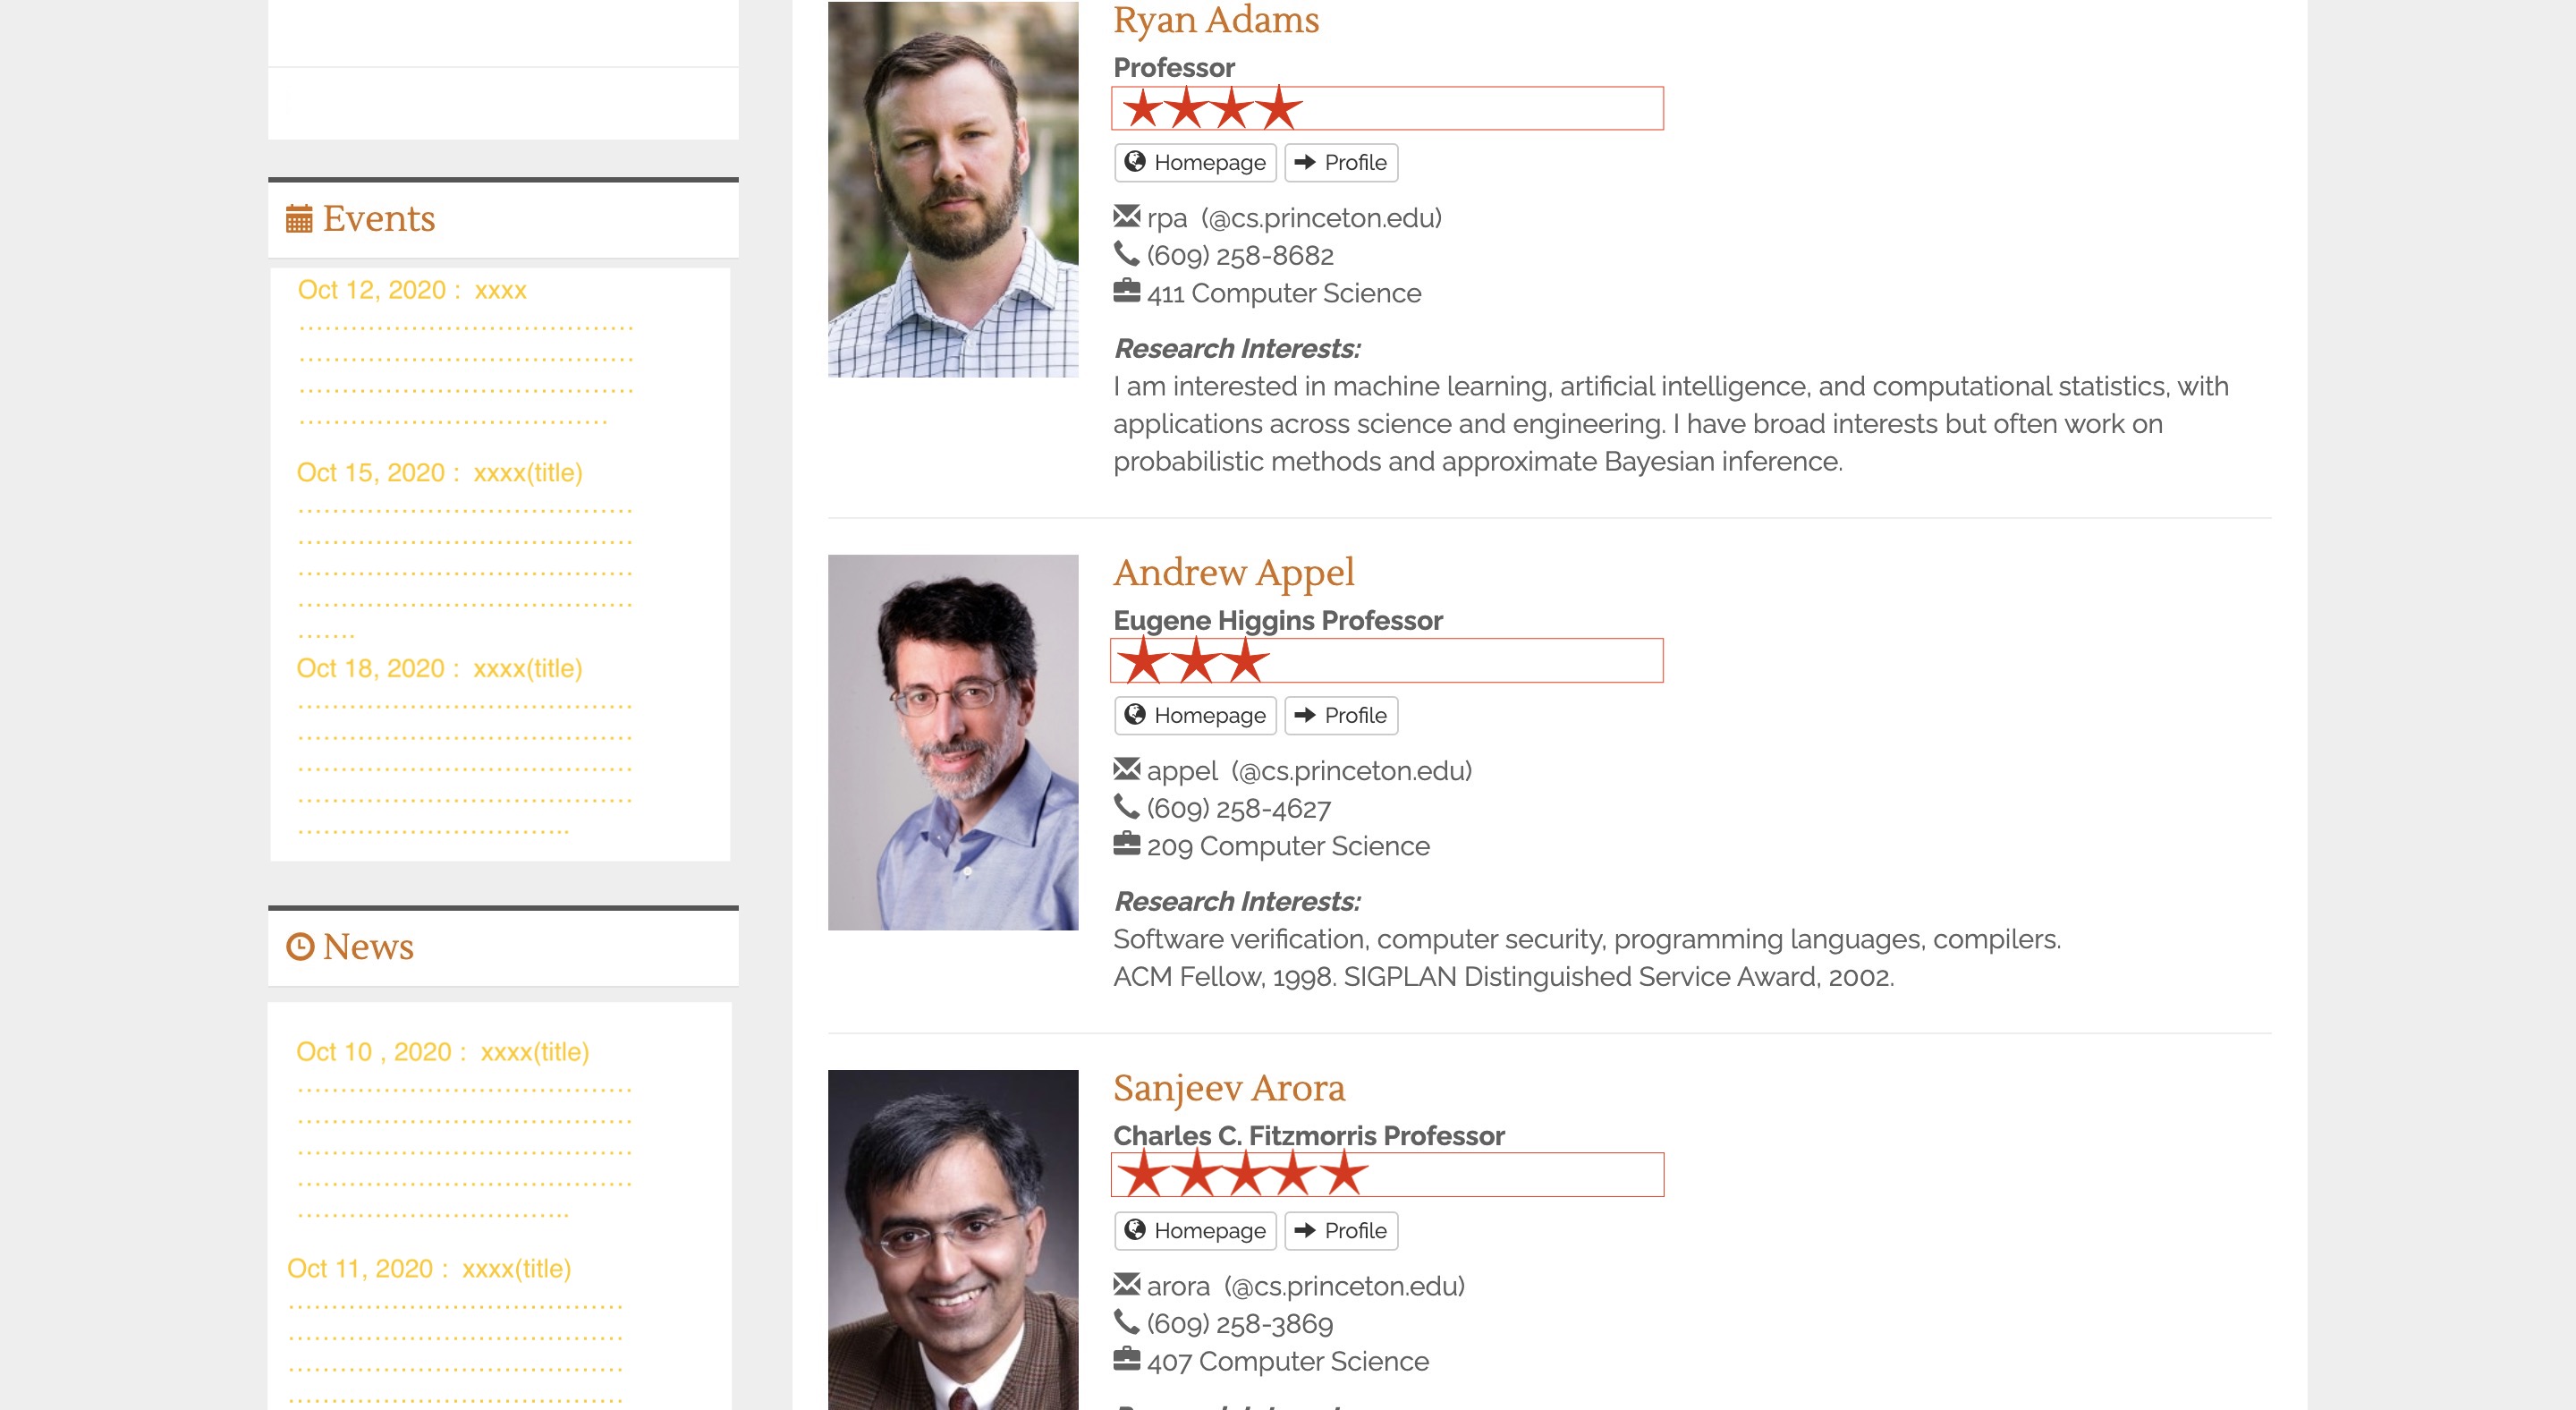 Events
Oct 12, 2020 : xxxx
......................................
......................................
......................................
...................................
Oct 15, 2020 : xxxx(title)
......................................
......................................
......................................
......................................
.......
Oct 18, 2020 : xxxx(title)
......................................
......................................
......................................
......................................
...............................
News
Oct 10 , 2020 : xxxx(title)
......................................
......................................
......................................
......................................
...............................
Oct 11, 2020 : xxxx(title)
......................................
......................................
......................................
......................................
Ryan Adams
Professor
Homepage Profile
rpa (@cs.princeton.edu)
(609) 258-8682
411 Computer Science
Research Interests:
I am interested in machine learning, artificial intelligence, and computational statistics, with
applications across science and engineering. I have broad interests but often work on
probabilistic methods and approximate Bayesian inference.
Andrew Appel
Eugene Higgins Professor
Homepage Profile
appel (@cs.princeton.edu)
(609) 258-4627
209 Computer Science
Research Interests:
Software verification, computer security, programming languages, compilers.
ACM Fellow, 1998. SIGPLAN Distinguished Service Award, 2002.
Sanjeev Arora
Charles C. Fitzmorris Professor
Homepage Profile
arora (@cs.princeton.edu)
(609) 258-3869
407 Computer Science